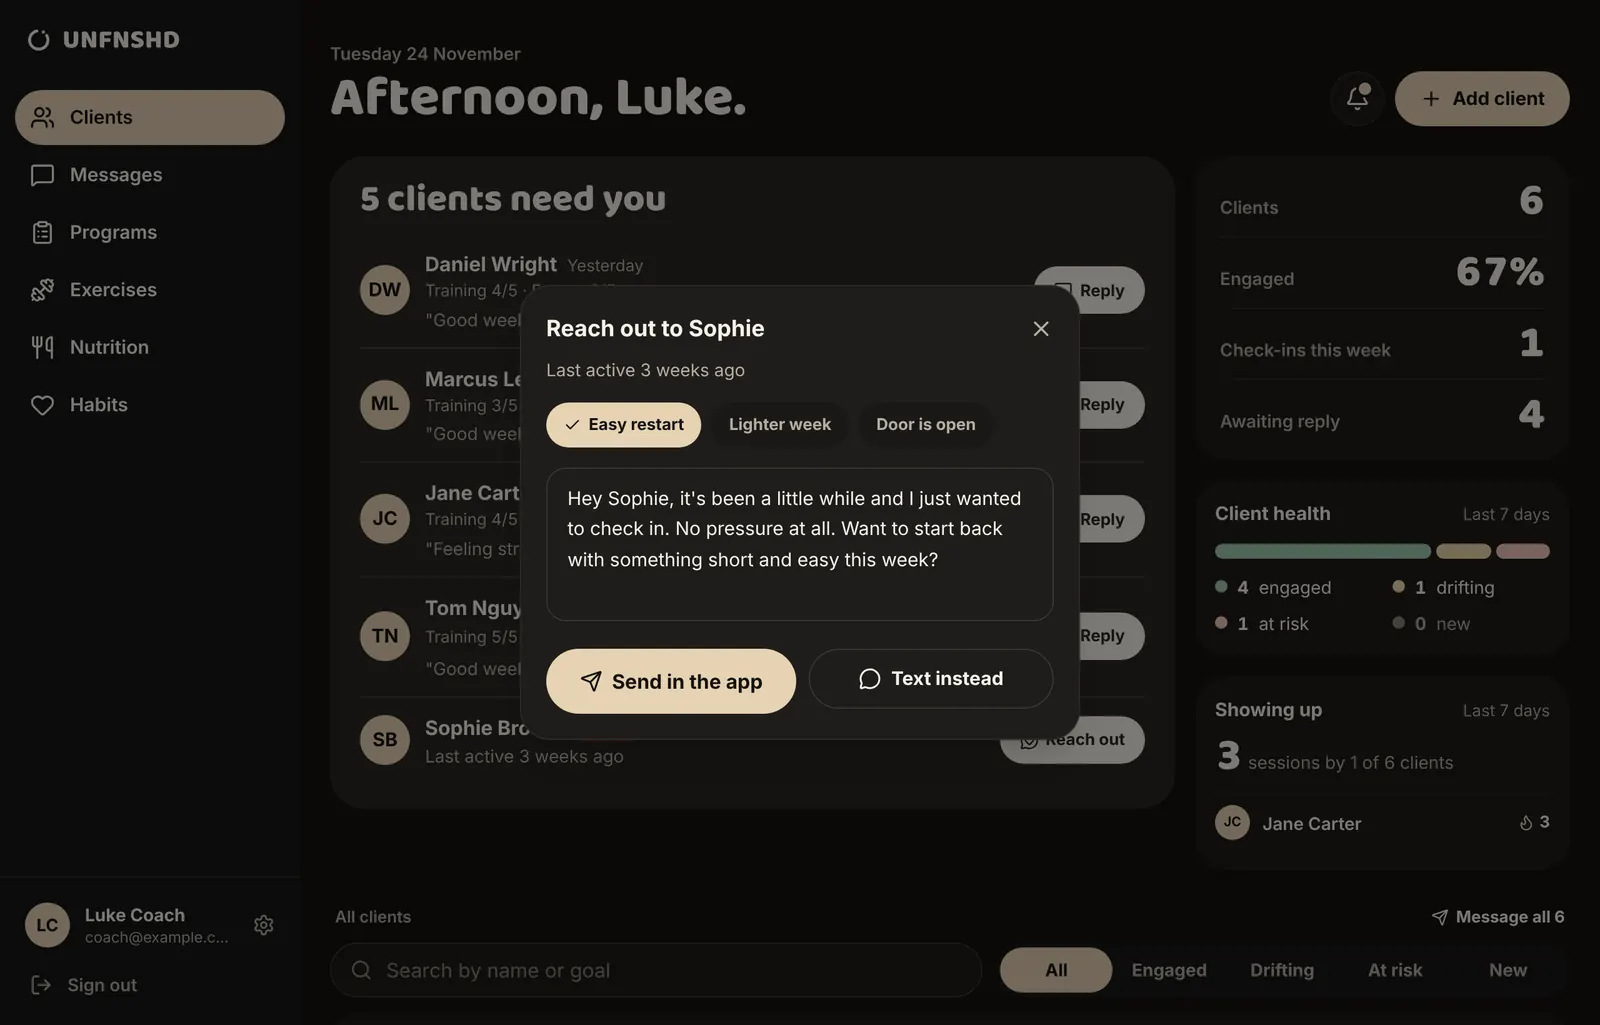 UNFNSHD
Clients
Messages
Programs
Exercises
Nutrition
Habits
LC
Luke Coach
coach@example.c...
Sign out
Tuesday 24 November
Afternoon, Luke.
Add client
5 clients need you
DW
Daniel Wright Yesterday
Training 4/5 ·
"Good weel
Reply
ML
Marcus Le
Training 3/5
"Good weel
Reply
JC
Jane Cart
Training 4/5
"Feeling str
Reply
TN
Tom Nguy
Training 5/5
"Good weel
Reply
SB
Sophie Bro
Last active 3 weeks ago
Reach out
Reach out to Sophie
Last active 3 weeks ago
Easy restart
Lighter week
Door is open
Hey Sophie, it's been a little while and I just wanted
to check in. No pressure at all. Want to start back
with something short and easy this week?
Send in the app
Text instead
Clients 6
Engaged 67%
Check-ins this week 1
Awaiting reply 4
Client health Last 7 days
4 engaged
1 drifting
1 at risk
0 new
Showing up Last 7 days
3 sessions by 1 of 6 clients
JC Jane Carter 3
All clients
Message all 6
Search by name or goal
All
Engaged
Drifting
At risk
New